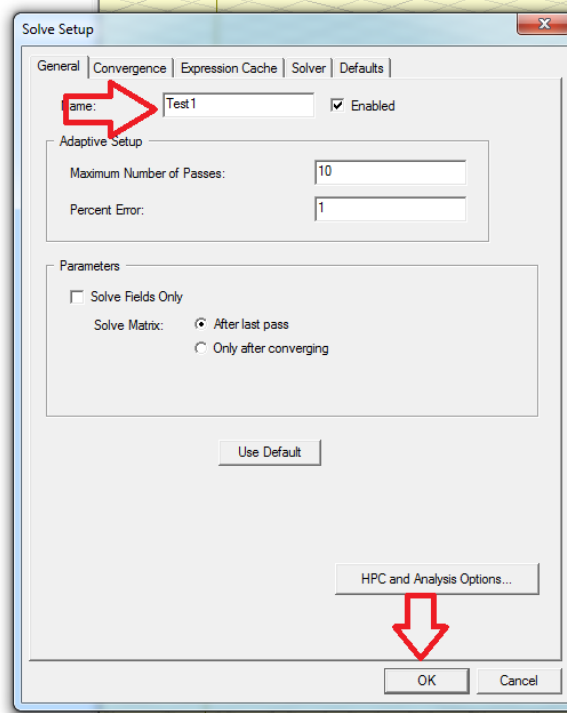 Solve Setup
General Convergence Expression Cache Solver Defaults
Name: Test1 Enabled
Adaptive Setup
Maximum Number of Passes: 10
Percent Error: 1
Parameters
Solve Fields Only
Solve Matrix: After last pass
Only after converging
Use Default
HPC and Analysis Options...
OK Cancel